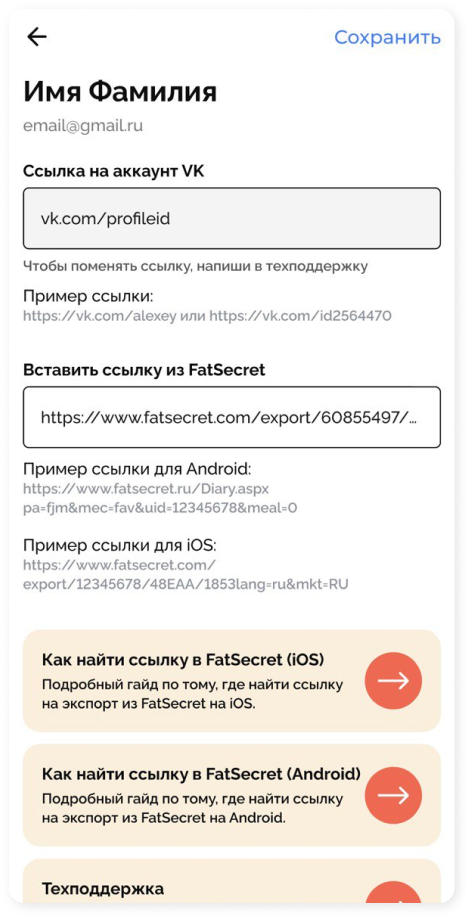 Сохранить
Имя Фамилия
email@gmail.ru
Ссылка на аккаунт VK
vk.com/profileid
Чтобы поменять ссылку, напиши в техподдержку
Пример ссылки:
https://vk.com/alexey или https://vk.com/id2564470
Вставить ссылку из FatSecret
https://www.fatsecret.com/export/60855497/...
Пример ссылки для Android:
https://www.fatsecret.ru/Diary.aspx
pa=fjm&mec=fav&uid=12345678&meal=0
Пример ссылки для iOS:
https://www.fatsecret.com/
export/12345678/48EAA/1853lang=ru&mkt=RU
Как найти ссылку в FatSecret (iOS)
Подробный гайд по тому, где найти ссылку
на экспорт из FatSecret на iOS.
Как найти ссылку в FatSecret (Android)
Подробный гайд по тому, где найти ссылку
на экспорт из FatSecret на Android.
Техподдержка